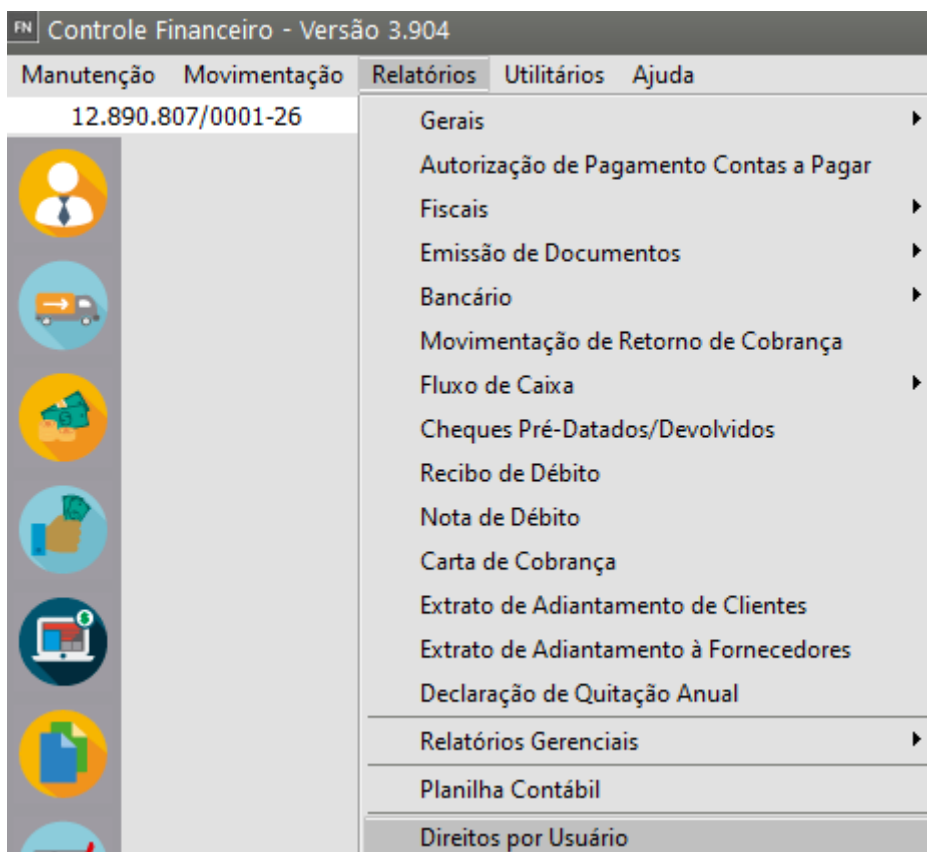 FN Controle Financeiro - Versão 3.904
Manutenção Movimentação Relatórios Utilitários Ajuda
12.890.807/0001-26
Gerais
Autorização de Pagamento Contas a Pagar
Fiscais
Emissão de Documentos
Bancário
Movimentação de Retorno de Cobrança
Fluxo de Caixa
Cheques Pré-Datados/Devolvidos
Recibo de Débito
Nota de Débito
Carta de Cobrança
Extrato de Adiantamento de Clientes
Extrato de Adiantamento à Fornecedores
Declaração de Quitação Anual
Relatórios Gerenciais
Planilha Contábil
Direitos por Usuário